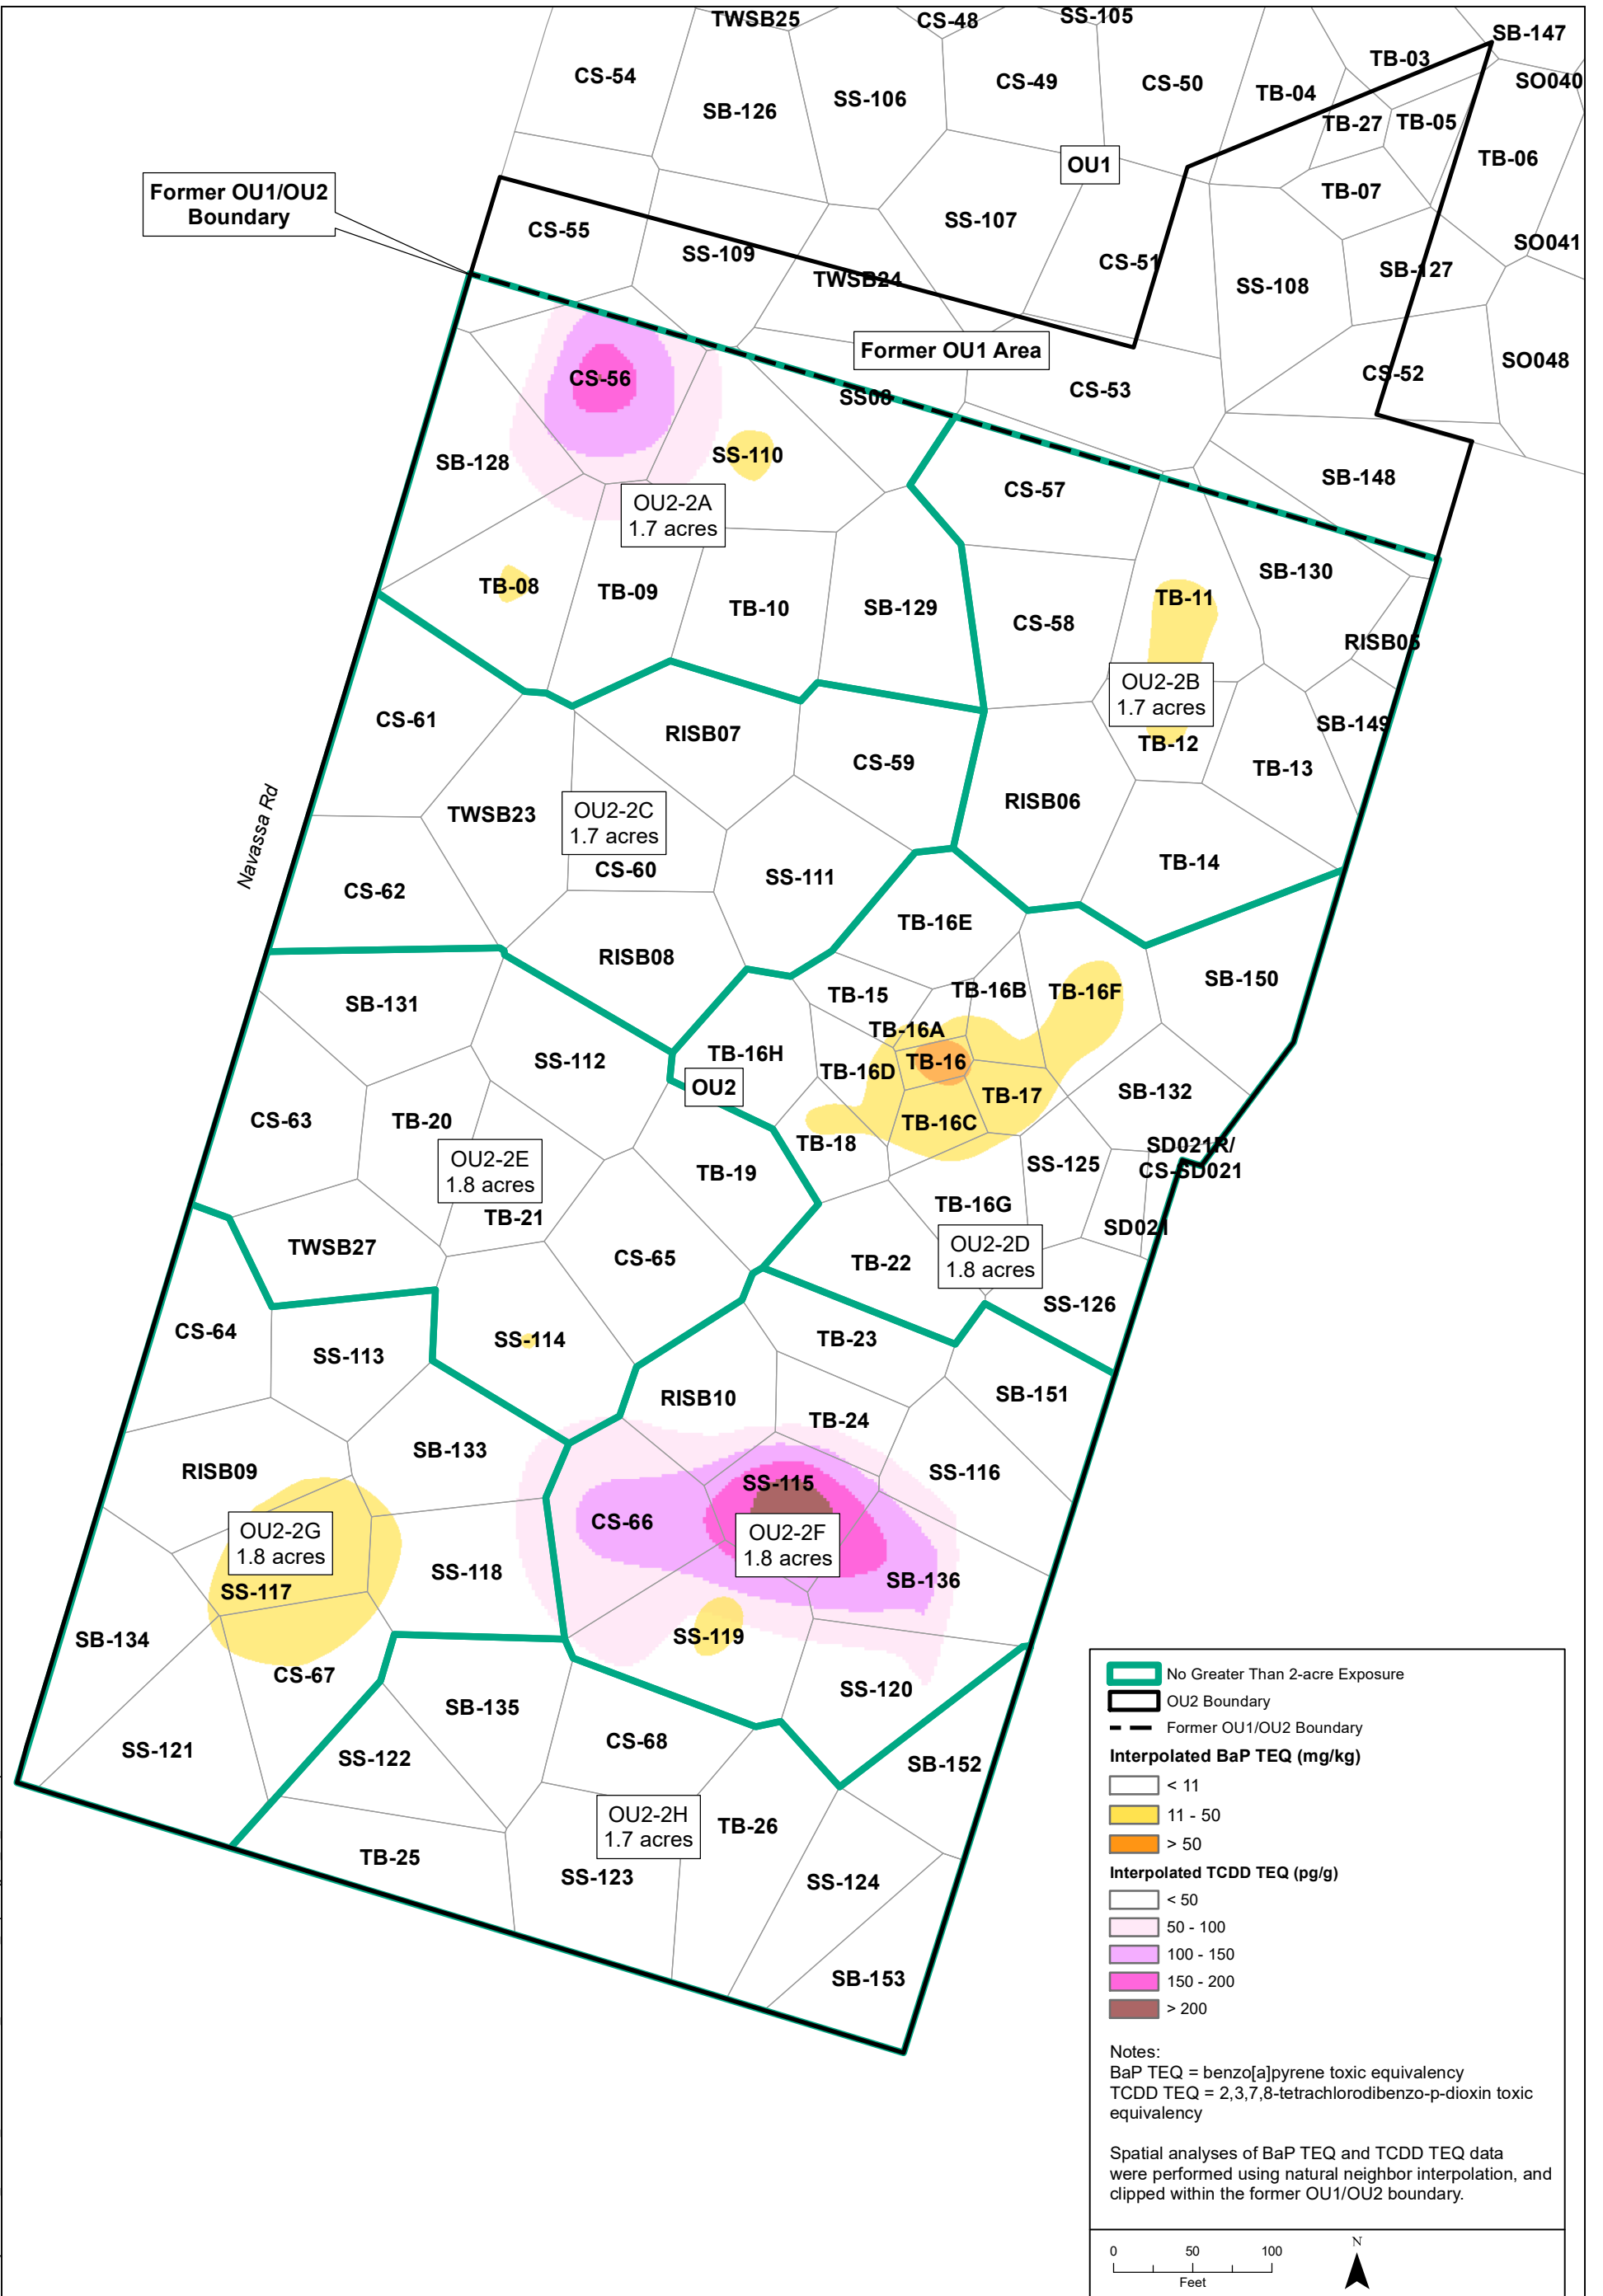 TWSB25
CS-48
SS-105
SB-147
CS-54
SB-126
SS-106
CS-49
CS-50
TB-03
TB-04
SO040
TB-27
TB-05
TB-06
OU1
Former OU1/OU2
Boundary
TB-07
CS-55
SS-109
SS-107
TWSB24
CS-51
SO041
SS-108
SB-127
Former OU1 Area
CS-53
CS-52
SO048
CS-56
SS08
SB-128
SS-110
CS-57
SB-148
OU2-2A
1.7 acres
TB-08
TB-09
TB-10
SB-129
CS-58
TB-11
SB-130
RISB05
OU2-2B
1.7 acres
CS-61
RISB07
CS-59
TB-12
SB-149
TB-13
Navassa Rd
TWSB23
OU2-2C
1.7 acres
RISB06
CS-60
CS-62
SS-111
TB-14
TB-16E
RISB08
SB-131
TB-15
TB-16B
TB-16F
SB-150
TB-16A
SS-112
TB-16H
TB-16D
TB-16
OU2
TB-17
SB-132
CS-63
TB-20
TB-16C
TB-18
SD021R/
CS-SD021
OU2-2E
1.8 acres
TB-19
SS-125
TB-21
TB-16G
SD021
TWSB27
CS-65
TB-22
OU2-2D
1.8 acres
SS-126
CS-64
SS-113
SS-114
TB-23
RISB10
SB-151
TB-24
SB-133
RISB09
SS-115
SS-116
CS-66
OU2-2G
1.8 acres
OU2-2F
1.8 acres
SS-117
SS-118
SB-136
SB-134
CS-67
SS-119
SS-120
SB-135
SS-121
SS-122
CS-68
SB-152
OU2-2H
1.7 acres
TB-26
TB-25
SS-123
SS-124
SB-153
No Greater Than 2-acre Exposure
OU2 Boundary
Former OU1/OU2 Boundary
Interpolated BaP TEQ (mg/kg)
< 11
11 - 50
> 50
Interpolated TCDD TEQ (pg/g)
< 50
50 - 100
100 - 150
150 - 200
> 200
Notes:
BaP TEQ = benzo[a]pyrene toxic equivalency
TCDD TEQ = 2,3,7,8-tetrachlorodibenzo-p-dioxin toxic
equivalency
Spatial analyses of BaP TEQ and TCDD TEQ data
were performed using natural neighbor interpolation, and
clipped within the former OU1/OU2 boundary.
0 50 100
Feet
N